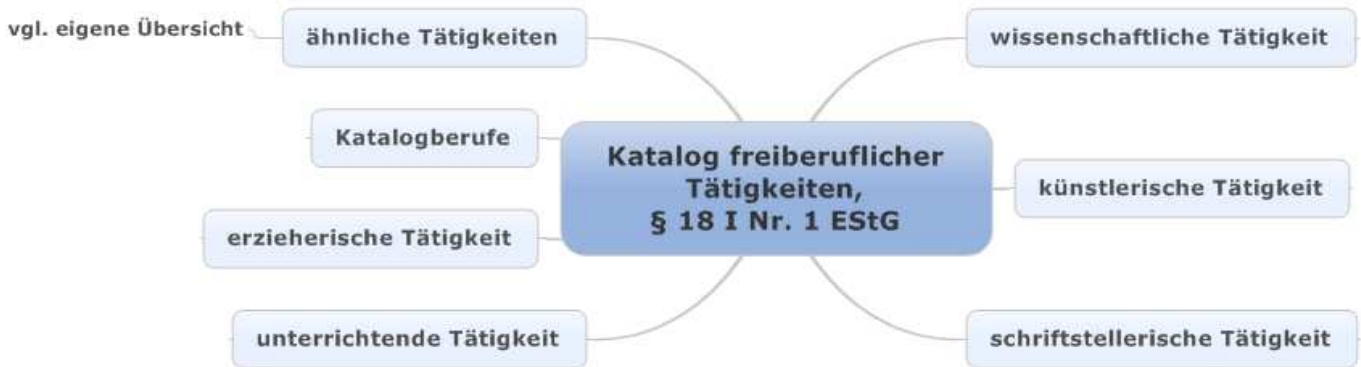 vgl. eigene Übersicht
ähnliche Tätigkeiten
wissenschaftliche Tätigkeit
Katalogberufe
Katalog freiberuflicher
Tätigkeiten,
§ 18 I Nr. 1 EStG
künstlerische Tätigkeit
erzieherische Tätigkeit
unterrichtende Tätigkeit
schriftstellerische Tätigkeit